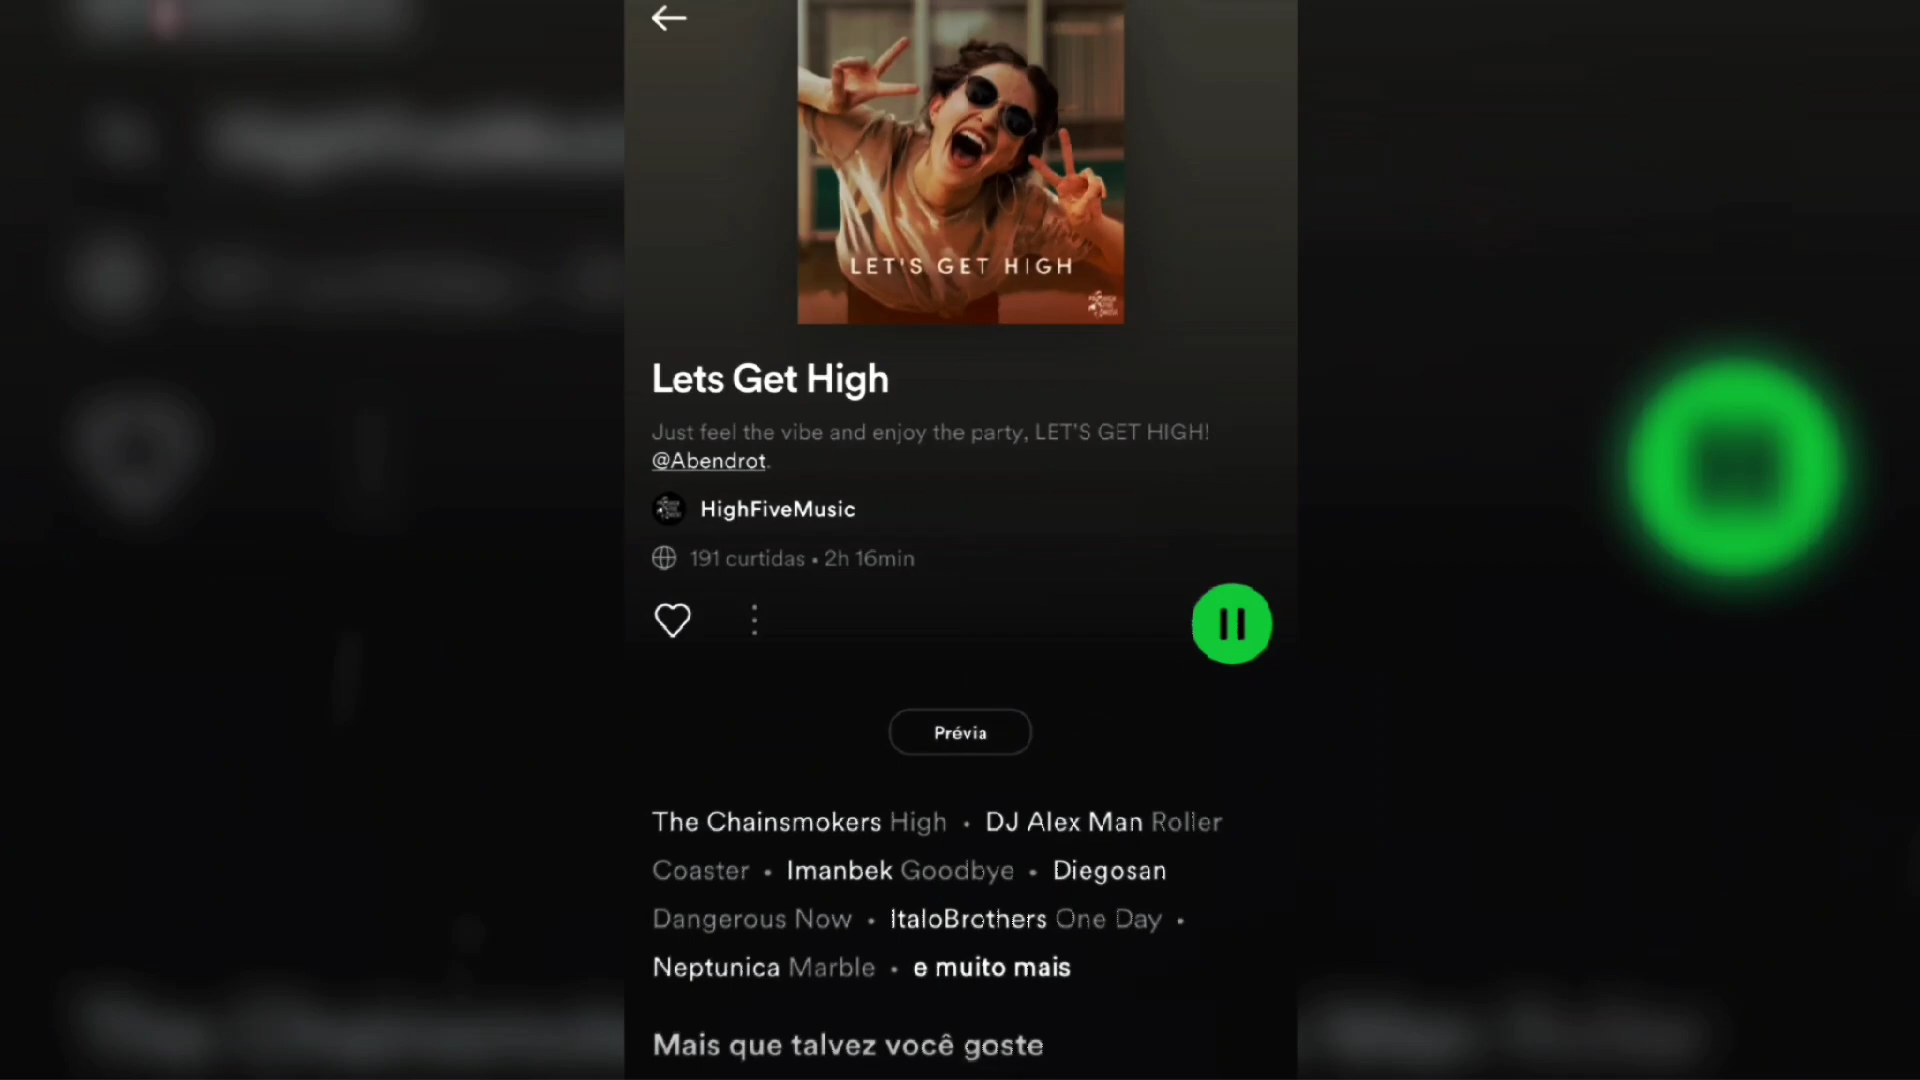 LET'S GET HIGH
Lets Get High
Just feel the vibe and enjoy the party, LET'S GET HIGH!
@Abendrot.
HighFiveMusic
191 curtidas • 2h 16min
Prévia
The Chainsmokers High • DJ Alex Man Roller
Coaster • Imanbek Goodbye • Diegosan
Dangerous Now • ItaloBrothers One Day •
Neptunica Marble • e muito mais
Mais que talvez você goste